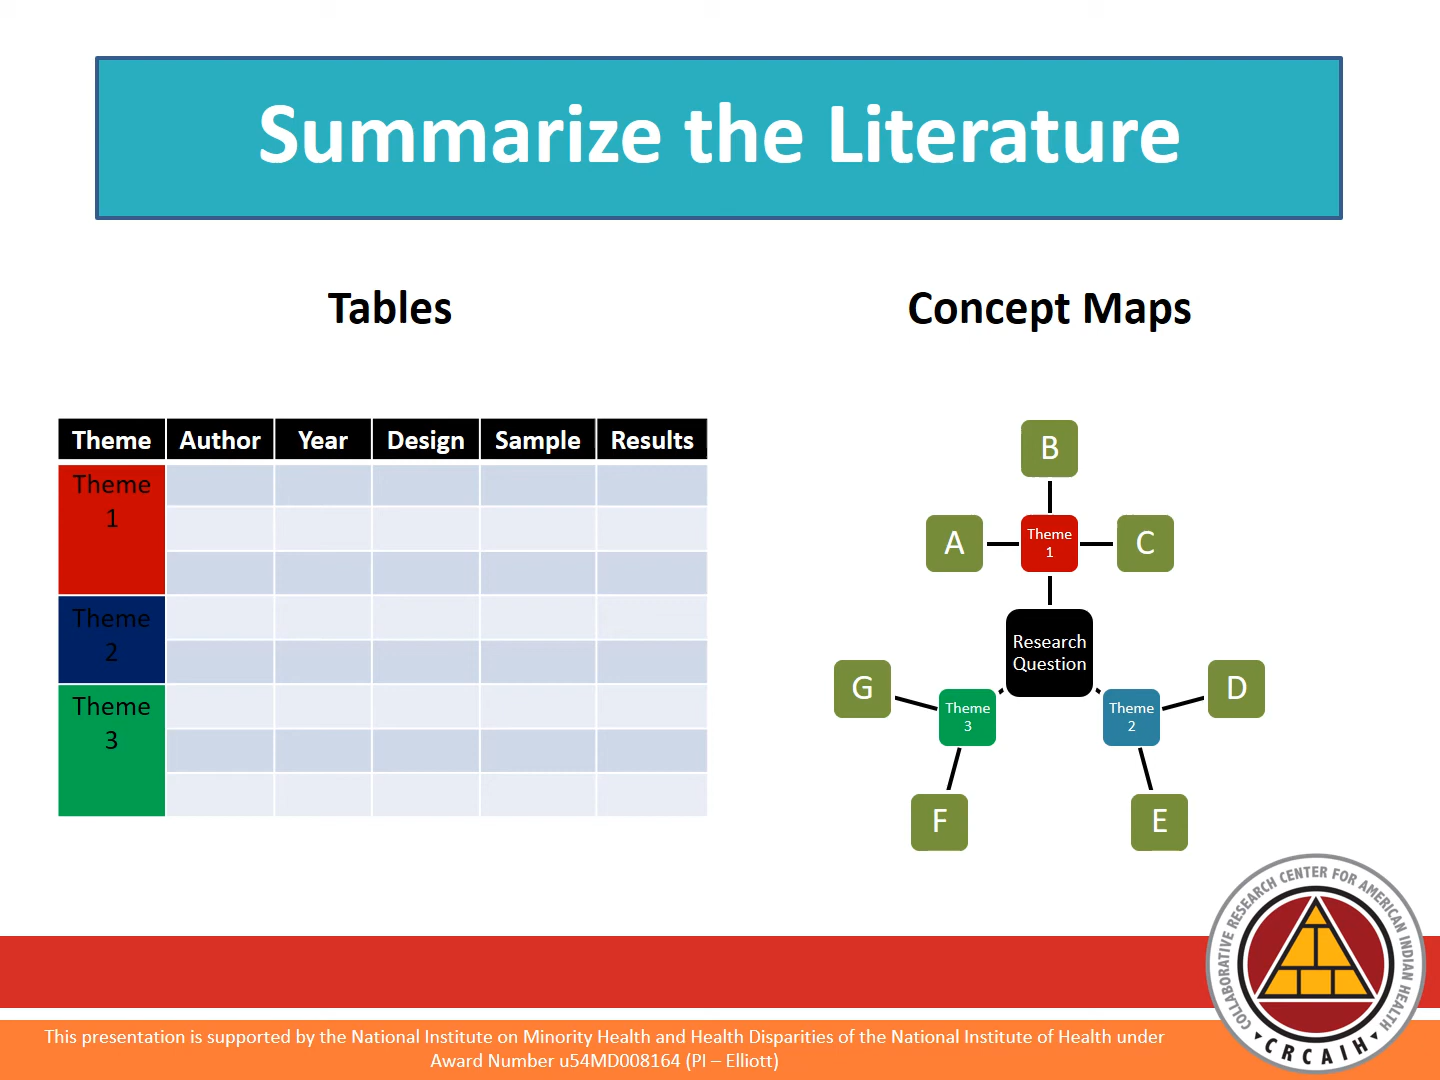 Summarize the Literature
Tables
Concept Maps
Theme Author Year Design Sample Results
Theme
1
Theme
2
Theme
3
B
A
Theme
1
C
Research
Question
G
Theme
3
Theme
2
D
F
E
COLLABORATIVE RESEARCH CENTER FOR AMERICAN INDIAN HEALTH
CRCAIH
This presentation is supported by the National Institute on Minority Health and Health Disparities of the National Institute of Health under
Award Number u54MD008164 (PI – Elliott)